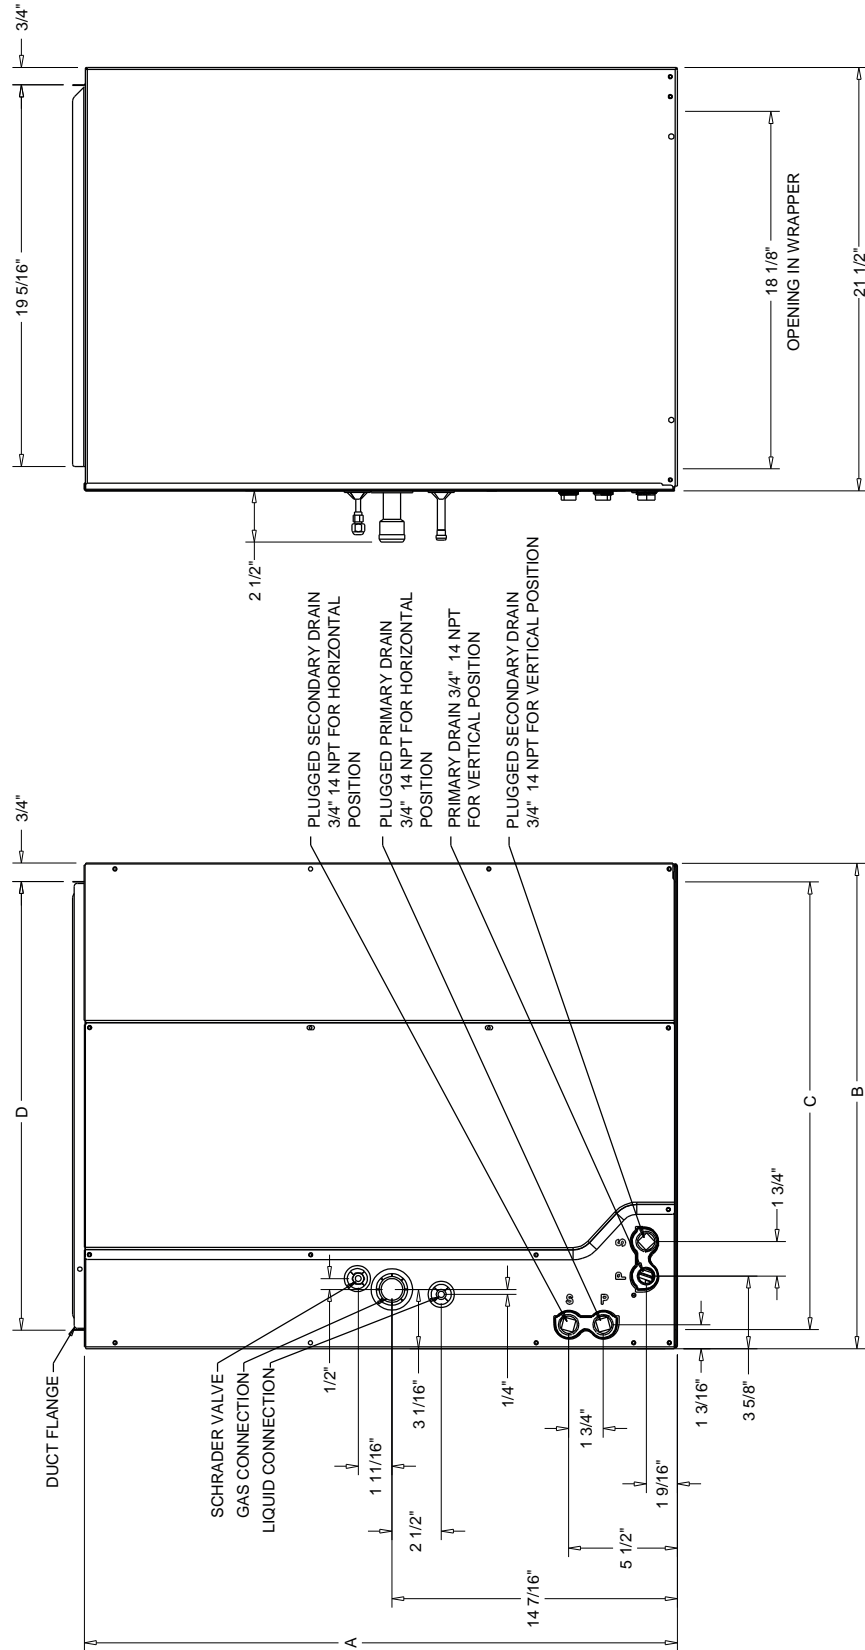 3/4"
19 5/16"
18 1/8"
OPENING IN WRAPPER
21 1/2"
2 1/2"
PLUGGED SECONDARY DRAIN
3/4" 14 NPT FOR HORIZONTAL
POSITION
PLUGGED PRIMARY DRAIN
3/4" 14 NPT FOR HORIZONTAL
POSITION
PRIMARY DRAIN 3/4" 14 NPT
FOR VERTICAL POSITION
PLUGGED SECONDARY DRAIN
3/4" 14 NPT FOR VERTICAL POSITION
3/4"
D
C
B
1 3/4"
S
P
S
P
DUCT FLANGE
SCHRADER VALVE
GAS CONNECTION
LIQUID CONNECTION
1/2"
3 1/16"
1/4"
1 11/16"
2 1/2"
1 3/4"
1 3/16"
3 5/8"
1 9/16"
5 1/2"
14 7/16"
A